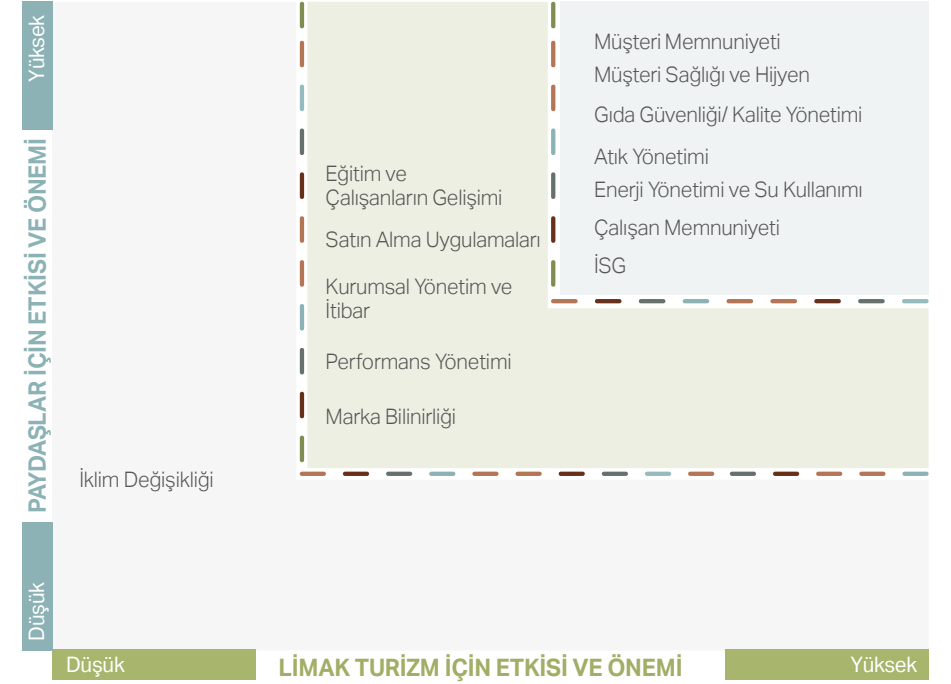 Yüksek
PAYDAŞLAR İÇİN ETKİSİ VE ÖNEMİ
Düşük
Müşteri Memnuniyeti
Müşteri Sağlığı ve Hijyen
Gıda Güvenliği/ Kalite Yönetimi
Atık Yönetimi
Enerji Yönetimi ve Su Kullanımı
Çalışan Memnuniyeti
İSG
Eğitim ve
Çalışanların Gelişimi
Satın Alma Uygulamaları
Kurumsal Yönetim ve
İtibar
Performans Yönetimi
Marka Bilinirliği
İklim Değişikliği
Düşük
LİMAK TURİZM İÇİN ETKİSİ VE ÖNEMİ
Yüksek